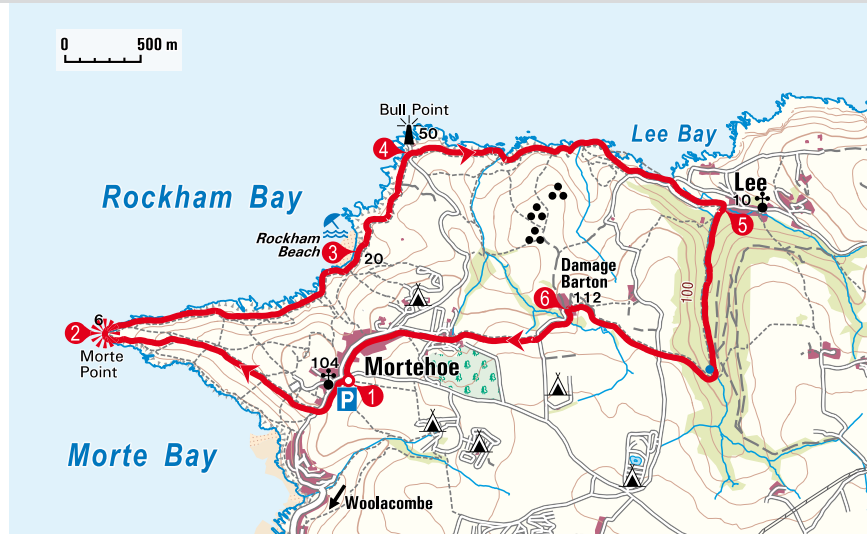 0 500 m
Bull Point
50
4
Lee Bay
Rockham Bay
Lee
10
5
Rockham
Beach
3
20
Damage
Barton
112
6
100
6
2
Morte
Point
104
Mortehoe
P
1
Morte Bay
Woolacombe